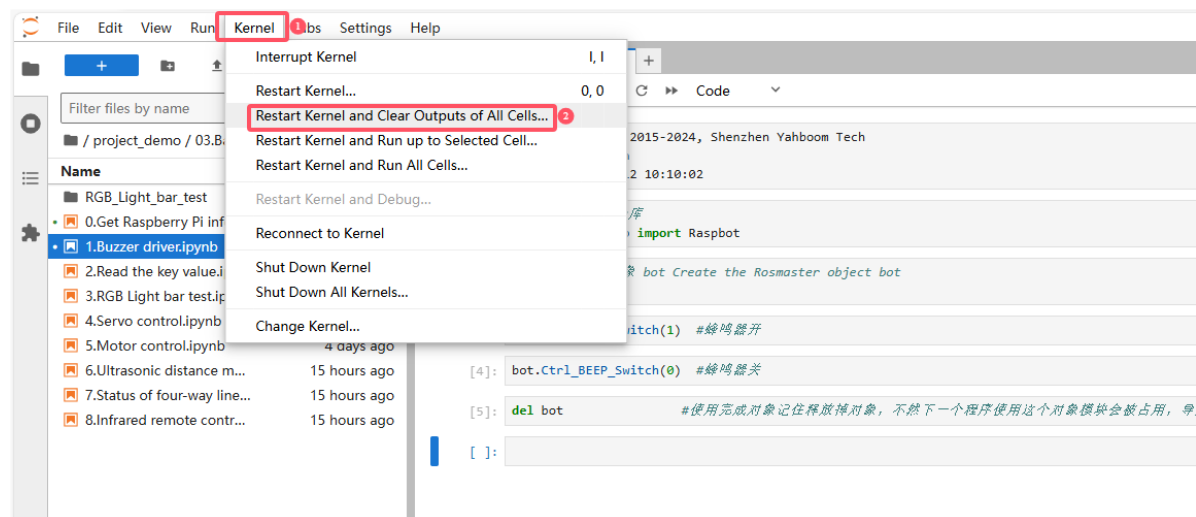 File Edit View Run Kernel 1 bs Settings Help
Interrupt Kernel I, I
+
Restart Kernel... 0, 0
Code
Filter files by name
Restart Kernel and Clear Outputs of All Cells... 2
2015-2024, Shenzhen Yahboom Tech
/ project_demo / 03.B
Restart Kernel and Run up to Selected Cell...
Restart Kernel and Run All Cells...
2 10:10:02
Name
RGB_Light_bar_test
Restart Kernel and Debug...
库
0.Get Raspberry Pi inf
import Raspbot
1.Buzzer driver.ipynb
Reconnect to Kernel
2.Read the key value.i
Shut Down Kernel
象 bot Create the Rosmaster object bot
3.RGB Light bar test.ip
Shut Down All Kernels...
4.Servo control.ipynb
Change Kernel...
itch(1) #蜂鸣器开
5.Motor control.ipynb 4 days ago
6.Ultrasonic distance m... 15 hours ago
[4]: bot.Ctrl_BEEP_Switch(0) #蜂鸣器关
7.Status of four-way line... 15 hours ago
8.Infrared remote contr... 15 hours ago
[5]: del bot #使用完成对象记住释放掉对象，不然下一个程序使用这个对象模块会被占用，导
[ ]: